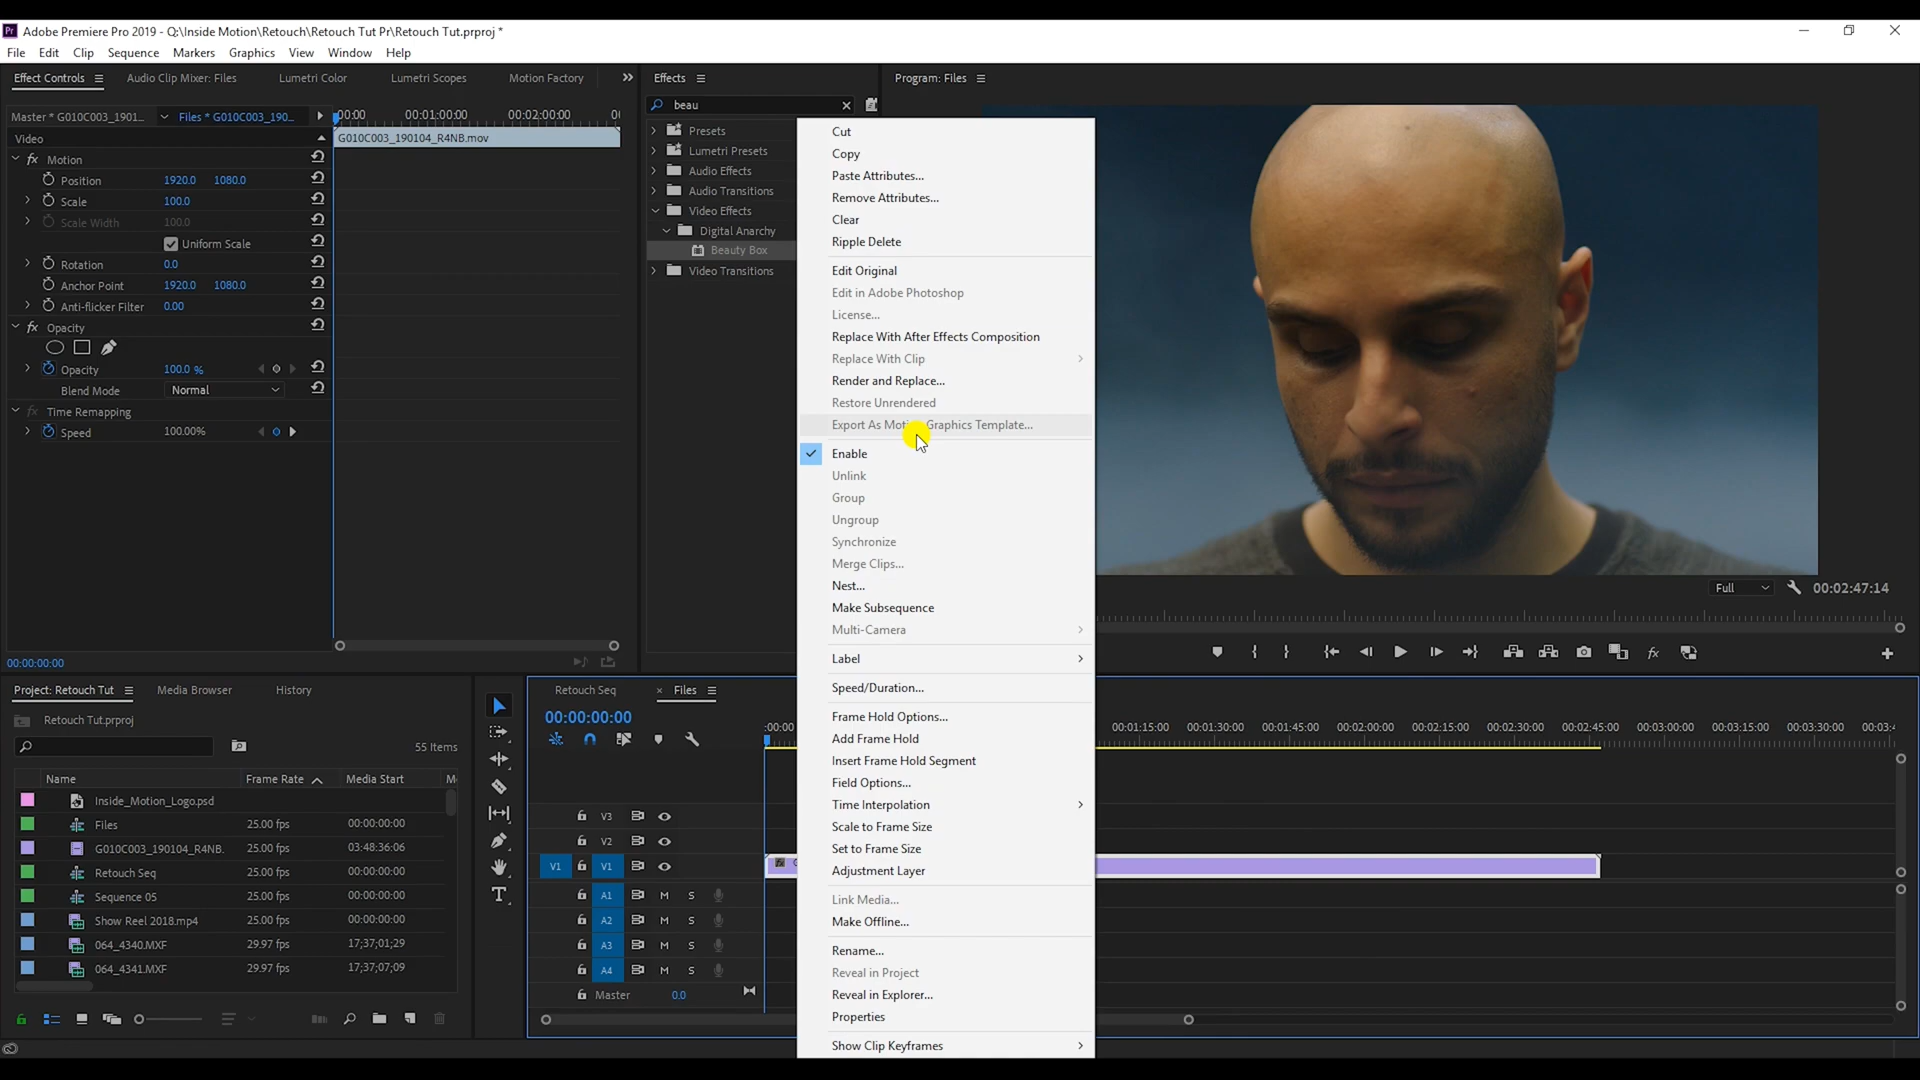 Adobe Premiere Pro 2019 - Q:\Inside Motion\Retouch\Retouch Tut Pr\Retouch Tut.prproj *
File Edit Clip Sequence Markers Graphics View Window Help
Effect Controls Audio Clip Mixer: Files Lumetri Color Lumetri Scopes Motion Factory
Master * G010C003_1901... Files * G010C003_190...
:00:00 00:01:00:00 00:02:00:00
Video
G010C003_190104_R4NB.mov
fx Motion
Position 1920.0 1080.0
Scale 100.0
Scale Width 100.0
Uniform Scale
Rotation 0.0
Anchor Point 1920.0 1080.0
Anti-flicker Filter 0.00
fx Opacity
Opacity 100.0 %
Blend Mode Normal
fx Time Remapping
Speed 100.00%
00:00:00:00
Effects
beau
Presets
Lumetri Presets
Audio Effects
Audio Transitions
Video Effects
Digital Anarchy
Beauty Box
Video Transitions
Cut
Copy
Paste Attributes...
Remove Attributes...
Clear
Ripple Delete
Edit Original
Edit in Adobe Photoshop
License...
Replace With After Effects Composition
Replace With Clip
Render and Replace...
Restore Unrendered
Export As Motion Graphics Template...
Enable
Unlink
Group
Ungroup
Synchronize
Merge Clips...
Nest...
Make Subsequence
Multi-Camera
Label
Speed/Duration...
Frame Hold Options...
Add Frame Hold
Insert Frame Hold Segment
Field Options...
Time Interpolation
Scale to Frame Size
Set to Frame Size
Adjustment Layer
Link Media...
Make Offline...
Rename...
Reveal in Project
Reveal in Explorer...
Properties
Show Clip Keyframes
Program: Files
Full 00:02:47:14
Project: Retouch Tut Media Browser History
Retouch Tut.prproj
55 Items
Name Frame Rate Media Start
Inside_Motion_Logo.psd
Files 25.00 fps 00:00:00:00
G010C003_190104_R4NB. 25.00 fps 03:48:36:06
Retouch Seq 25.00 fps 00:00:00:00
Sequence 05 25.00 fps 00:00:00:00
Show Reel 2018.mp4 25.00 fps 00:00:00:00
064_4340.MXF 29.97 fps 17;37;01;29
064_4341.MXF 29.97 fps 17;37;07;09
Retouch Seq × Files
00:00:00:00
:00:00 00:01:15:00 00:01:30:00 00:01:45:00 00:02:00:00 00:02:15:00 00:02:30:00 00:02:45:00 00:03:00:00 00:03:15:00 00:03:30:00
V3
V2
V1 V1
A1 M S
A2 M S
A3 M S
A4 M S
Master 0.0